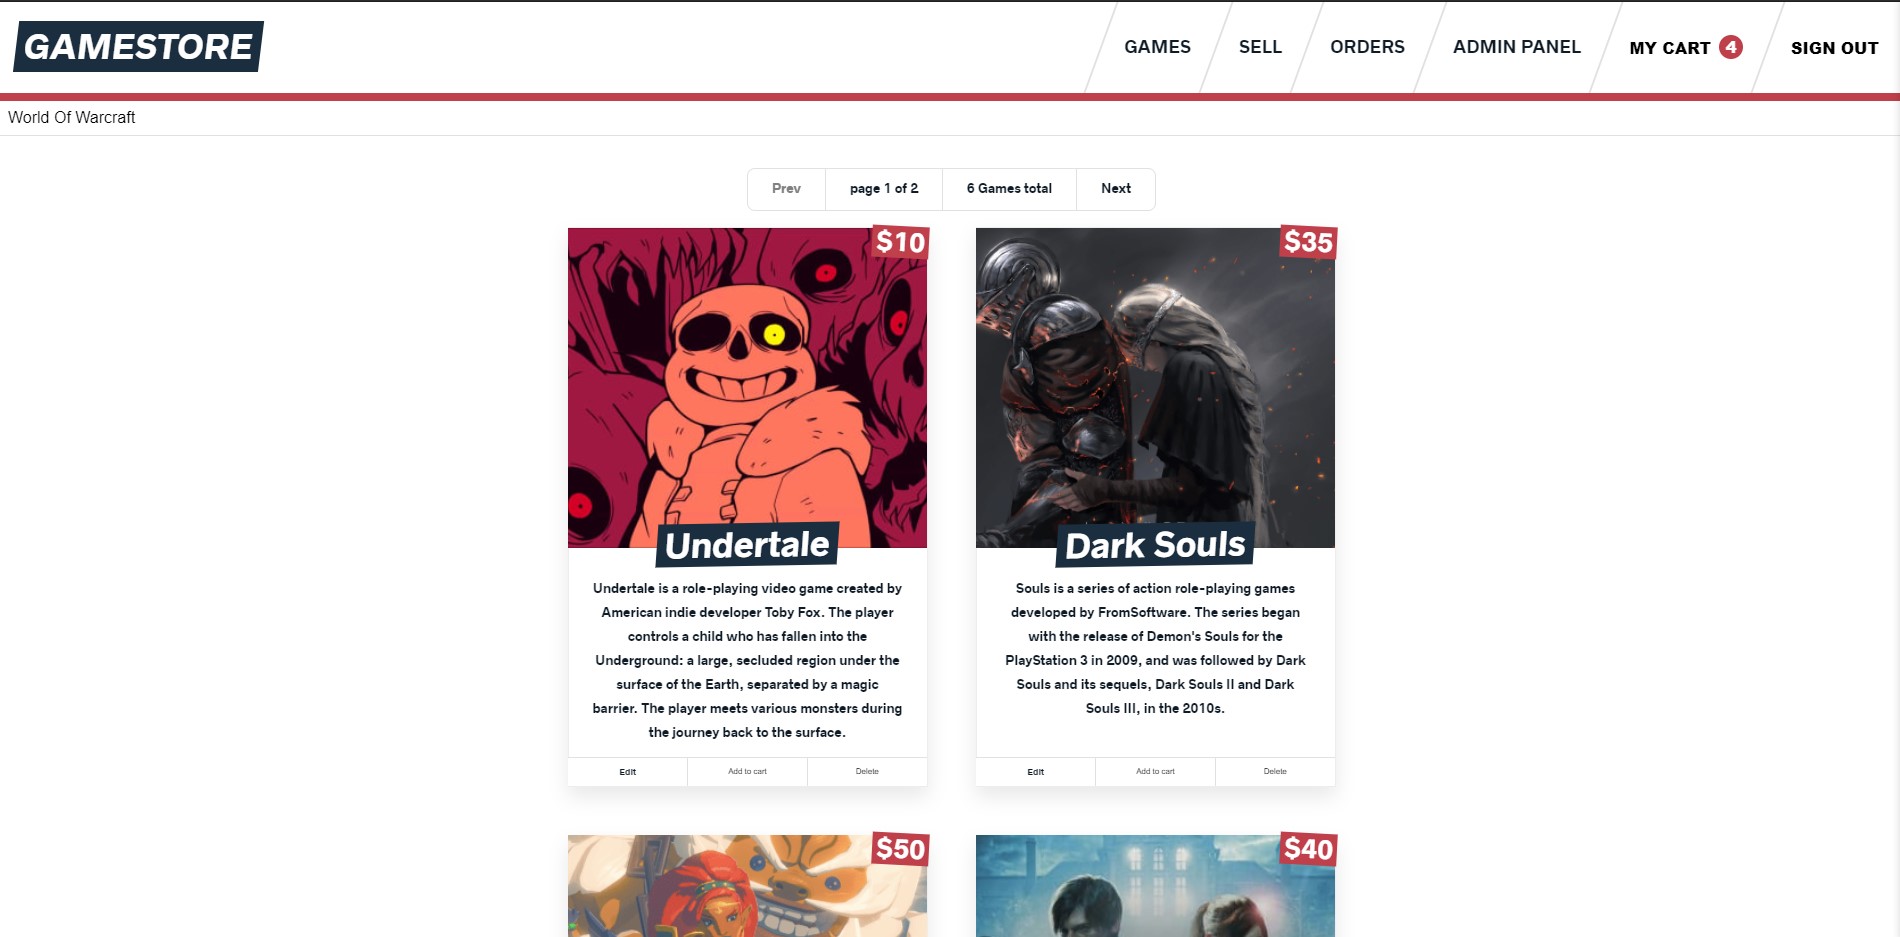 GAMESTORE
GAMES
SELL
ORDERS
ADMIN PANEL
MY CART 4
SIGN OUT
World Of Warcraft
Prev
page 1 of 2
6 Games total
Next
$10
Undertale
Undertale is a role-playing video game created by
American indie developer Toby Fox. The player
controls a child who has fallen into the
Underground: a large, secluded region under the
surface of the Earth, separated by a magic
barrier. The player meets various monsters during
the journey back to the surface.
Edit
Add to cart
Delete
$35
Dark Souls
Souls is a series of action role-playing games
developed by FromSoftware. The series began
with the release of Demon's Souls for the
PlayStation 3 in 2009, and was followed by Dark
Souls and its sequels, Dark Souls II and Dark
Souls III, in the 2010s.
Edit
Add to cart
Delete
$50
$40